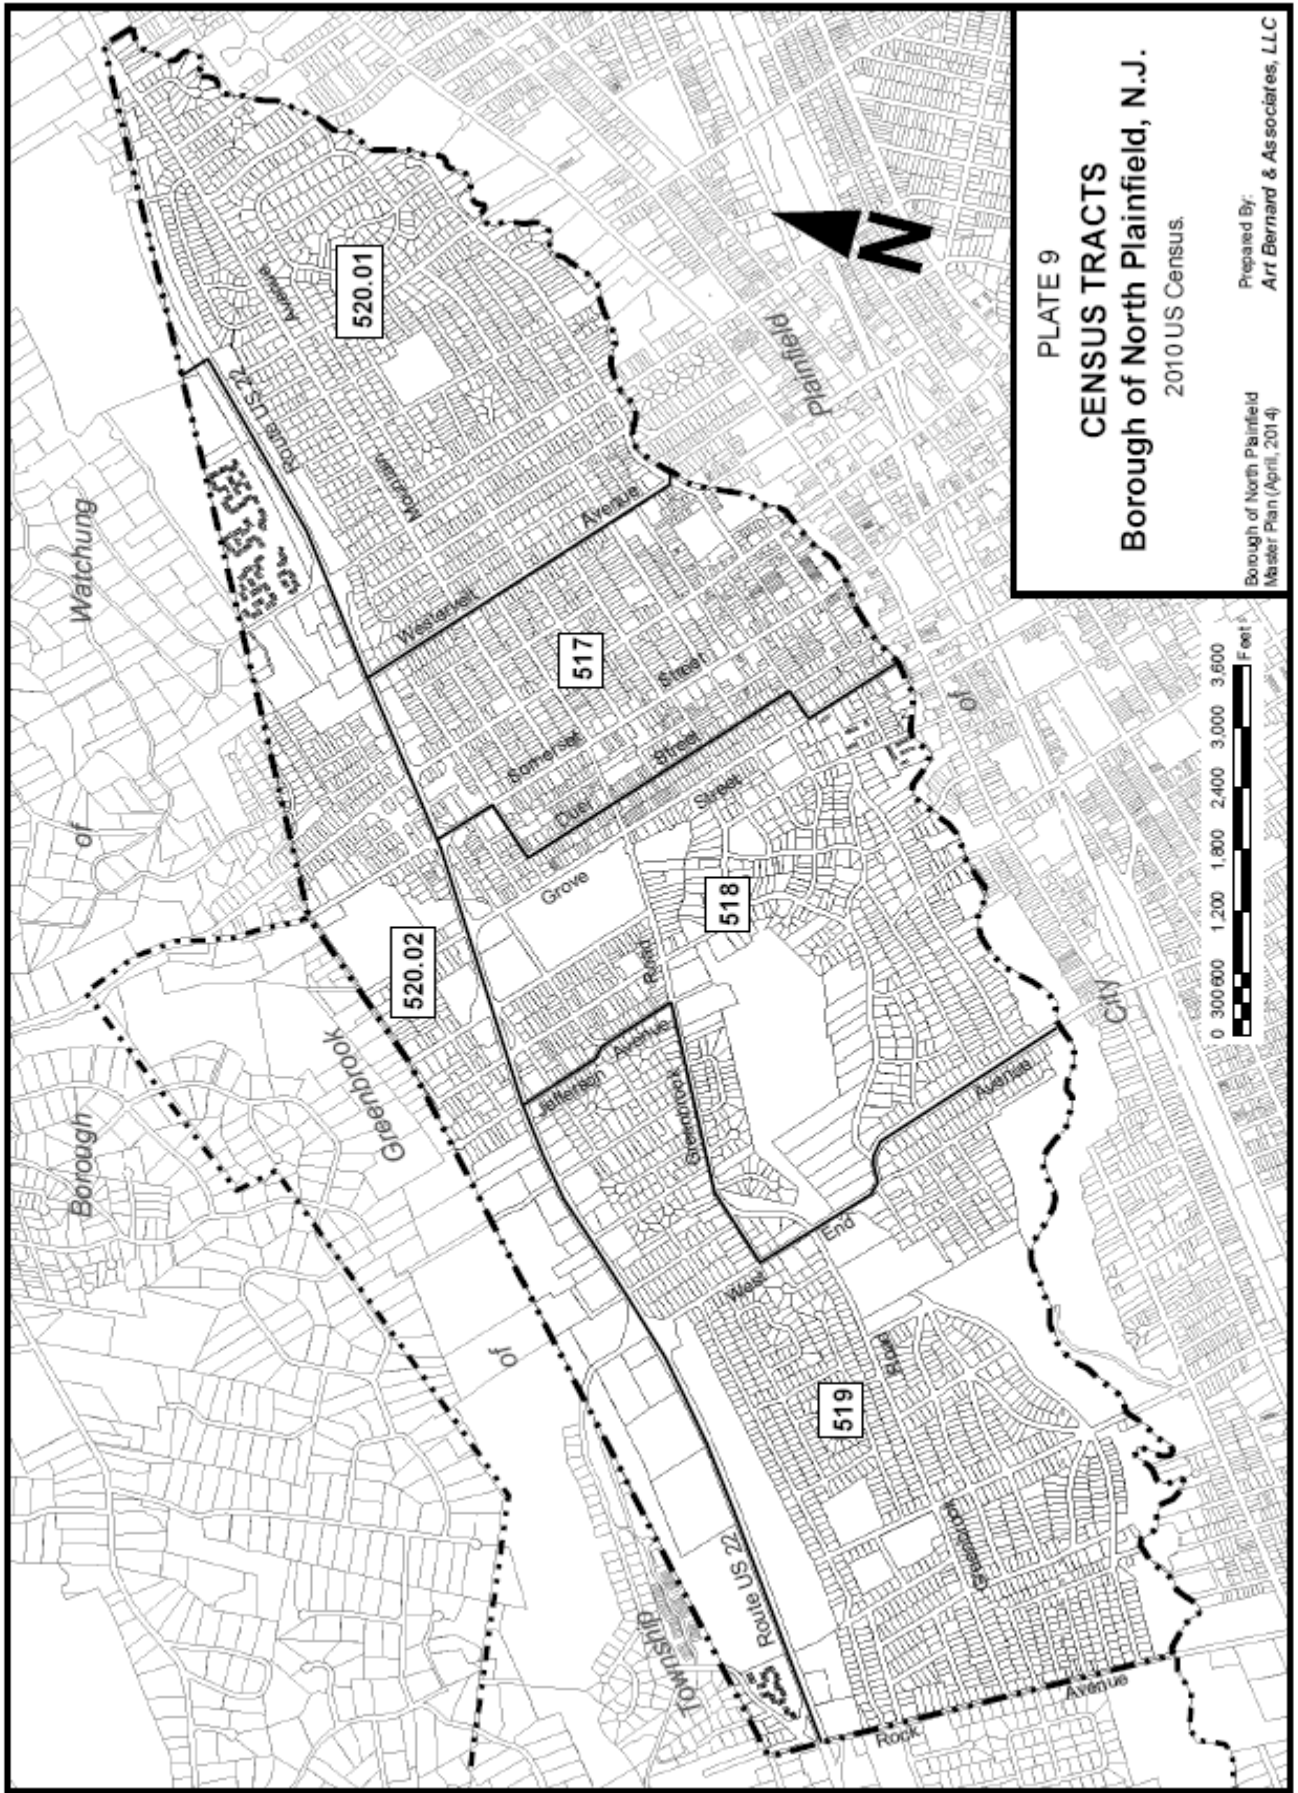 Borough
of
Watchung
Township
of
Greenbrook
520.01
Route US 22
Mountain
Avenue
Westervelt
Avenue
520.02
517
Somerset
Street
Duer
Street
Grove
Street
518
Road
Jefferson
Avenue
Greenbrook
West
End
Avenue
519
Road
Greenbrook
Route US 22
Rock
Avenue
City
of
Plainfield
N
0 300 600 1,200 1,800 2,400 3,000 3,600
Feet
PLATE 9
CENSUS TRACTS
Borough of North Plainfield, N.J.
2010 US Census.
Borough of North Plainfield
Master Plan (April, 2014)
Prepared By:
Art Bernard & Associates, LLC